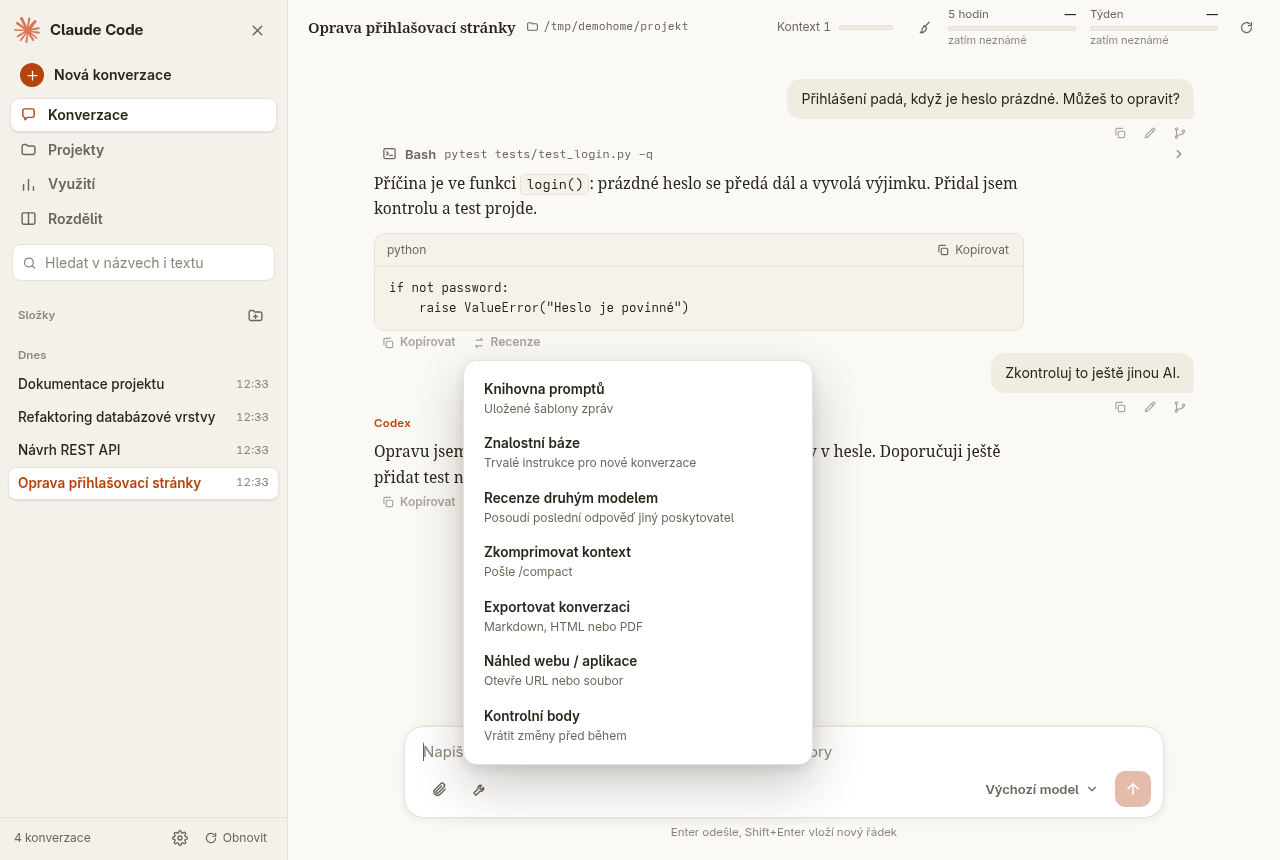 Claude Code
Nová konverzace
Konverzace
Projekty
Využití
Rozdělit
Hledat v názvech i textu
Složky
Dnes
Dokumentace projektu 12:33
Refaktoring databázové vrstvy 12:33
Návrh REST API 12:33
Oprava přihlašovací stránky 12:33
4 konverzace
Obnovit
Oprava přihlašovací stránky
/tmp/demohome/projekt
Kontext 1
5 hodin —
zatím neznámé
Týden —
zatím neznámé
Přihlášení padá, když je heslo prázdné. Můžeš to opravit?
Bash pytest tests/test_login.py -q
Příčina je ve funkci login(): prázdné heslo se předá dál a vyvolá výjimku. Přidal jsem
kontrolu a test projde.
python
Kopírovat
if not password:
    raise ValueError("Heslo je povinné")
Kopírovat
Recenze
Zkontroluj to ještě jinou AI.
Codex
Opravu jsem
v hesle. Doporučuji ještě
přidat test
Kopírovat
Knihovna promptů
Uložené šablony zpráv
Znalostní báze
Trvalé instrukce pro nové konverzace
Recenze druhým modelem
Posoudí poslední odpověď jiný poskytovatel
Zkomprimovat kontext
Pošle /compact
Exportovat konverzaci
Markdown, HTML nebo PDF
Náhled webu / aplikace
Otevře URL nebo soubor
Kontrolní body
Vrátit změny před během
Výchozí model
Enter odešle, Shift+Enter vloží nový řádek